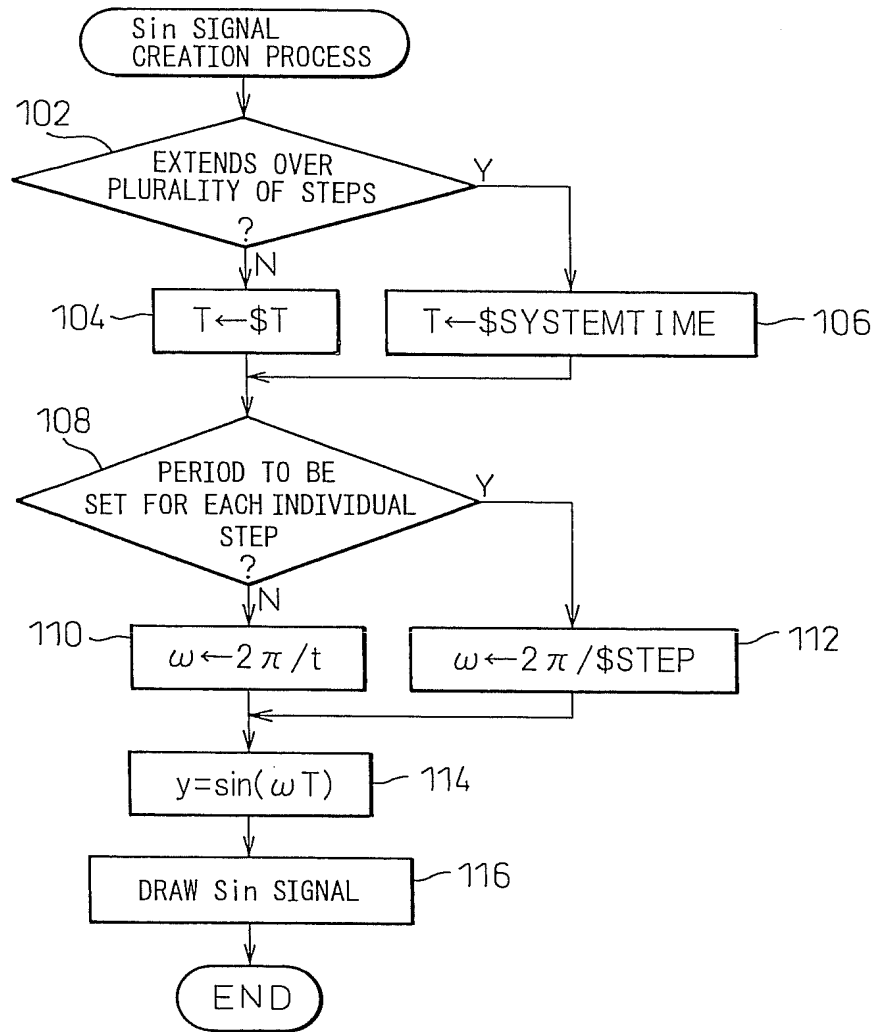 Sin SIGNAL
CREATION PROCESS
102
EXTENDS OVER
PLURALITY OF STEPS
?
Y
N
104
T←$T
T←$SYSTEMTIME
106
108
PERIOD TO BE
SET FOR EACH INDIVIDUAL
STEP
?
Y
N
110
ω←2π/t
ω←2π/$STEP
112
y=sin(ωT)
114
DRAW Sin SIGNAL
116
END